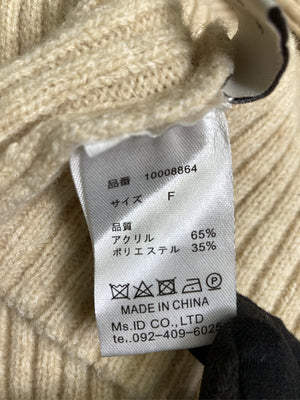 品番 10008864
サイズ F
品質
アクリル 65%
ポリエステル 35%
MADE IN CHINA
Ms.ID CO.,LTD
te.092-409-6025